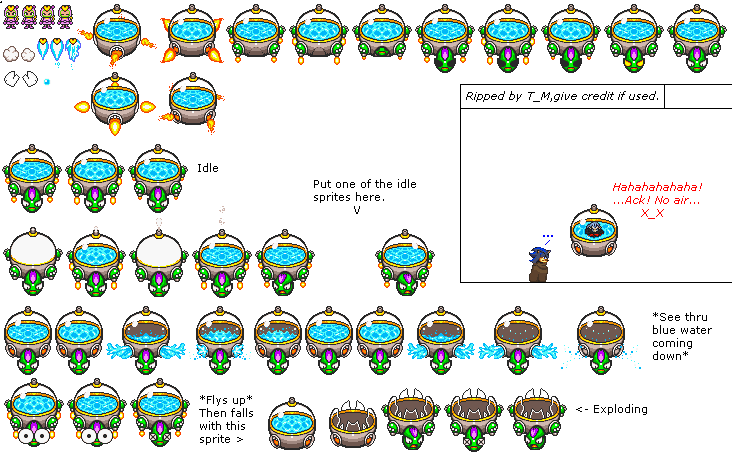 Ripped by T_M,give credit if used.
Hahahahahaha!
...Ack! No air...
X_X
...
Idle
Put one of the idle
sprites here.
V
*See thru
blue water
coming
down*
*Flys up*
Then falls
with this
sprite >
<- Exploding